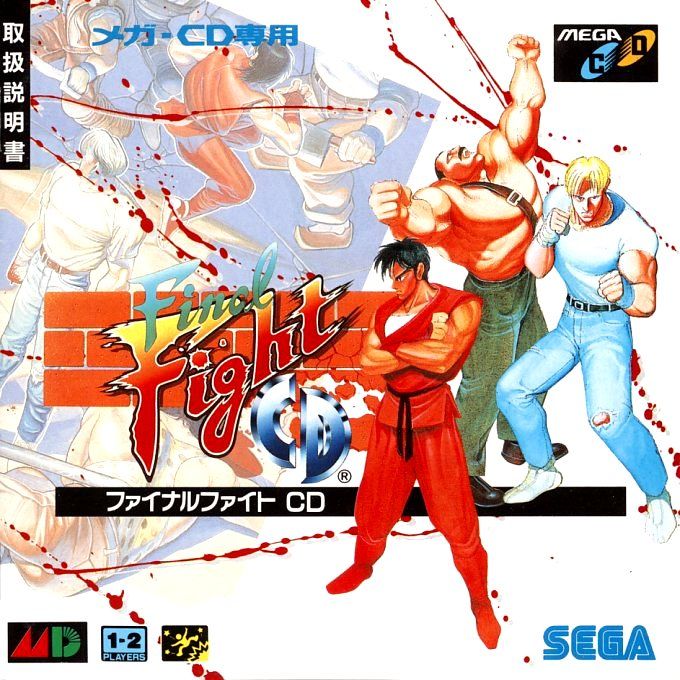 取扱説明書
メガ-CD専用
MEGA
CD
Final
Fight
CD
®
ファイナルファイト CD
MD
1-2
PLAYERS
SEGA